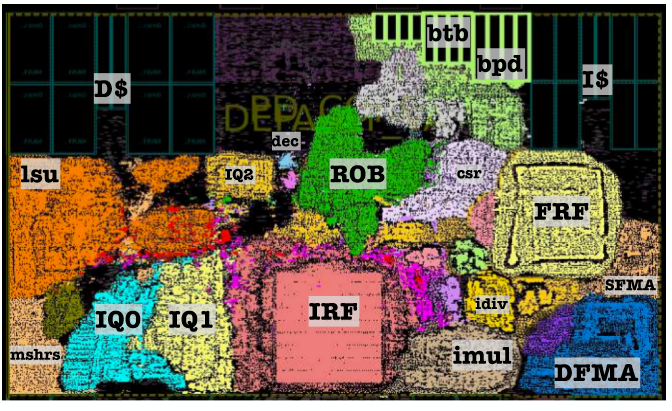 btb
bpd
D$
I$
dec
lsu
IQ2
ROB
csr
FRF
SFMA
IQ0
IQ1
IRF
idiv
mshrs
imul
DFMA